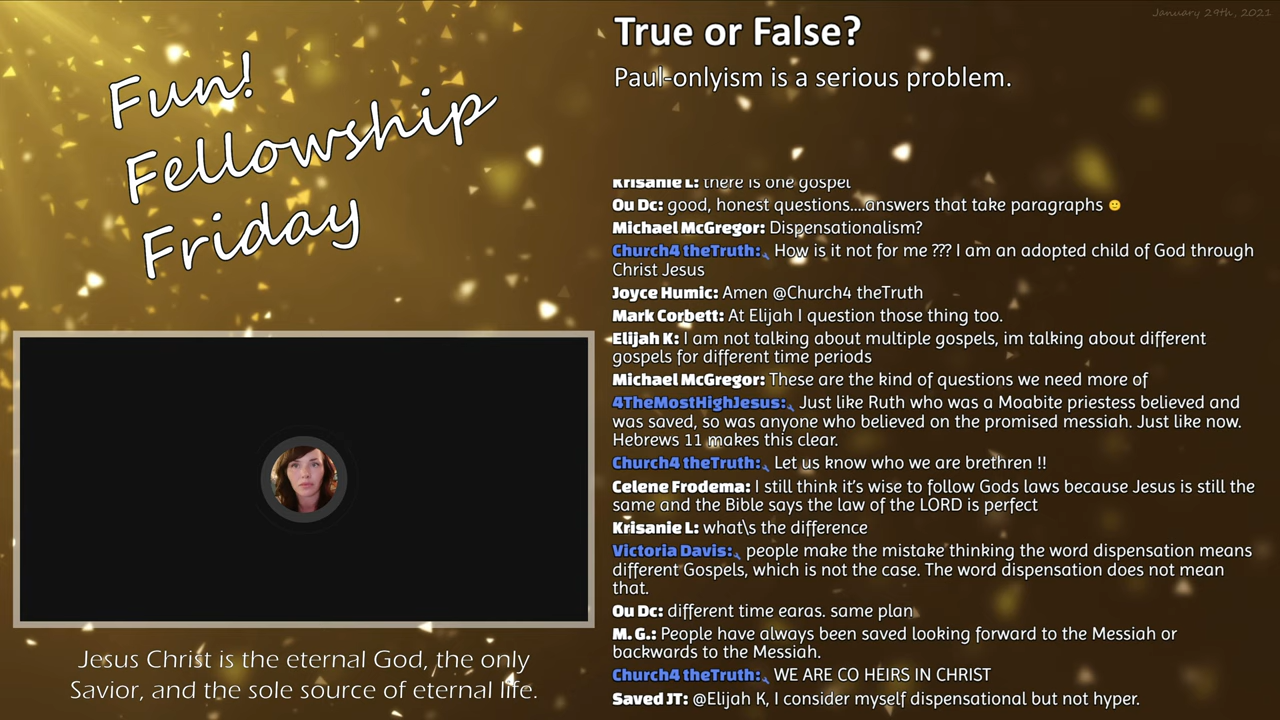 January 29th, 2021
Fun!
Fellowship
Friday
True or False?
Paul-onlyism is a serious problem.
Krisanie L: there is one gospel
Ou Dc: good, honest questions....answers that take paragraphs 🙂
Michael McGregor: Dispensationalism?
Church4 theTruth: How is it not for me ??? I am an adopted child of God through
Christ Jesus
Joyce Humic: Amen @Church4 theTruth
Mark Corbett: At Elijah I question those thing too.
Elijah K: I am not talking about multiple gospels, im talking about different
gospels for different time periods
Michael McGregor: These are the kind of questions we need more of
4TheMostHighJesus: Just like Ruth who was a Moabite priestess believed and
was saved, so was anyone who believed on the promised messiah. Just like now.
Hebrews 11 makes this clear.
Church4 theTruth: Let us know who we are brethren !!
Celene Frodema: I still think it's wise to follow Gods laws because Jesus is still the
same and the Bible says the law of the LORD is perfect
Krisanie L: what\s the difference
Victoria Davis: people make the mistake thinking the word dispensation means
different Gospels, which is not the case. The word dispensation does not mean
that.
Ou Dc: different time earas. same plan
M. G.: People have always been saved looking forward to the Messiah or
backwards to the Messiah.
Church4 theTruth: WE ARE CO HEIRS IN CHRIST
Saved JT: @Elijah K, I consider myself dispensational but not hyper.
Jesus Christ is the eternal God, the only
Savior, and the sole source of eternal life.